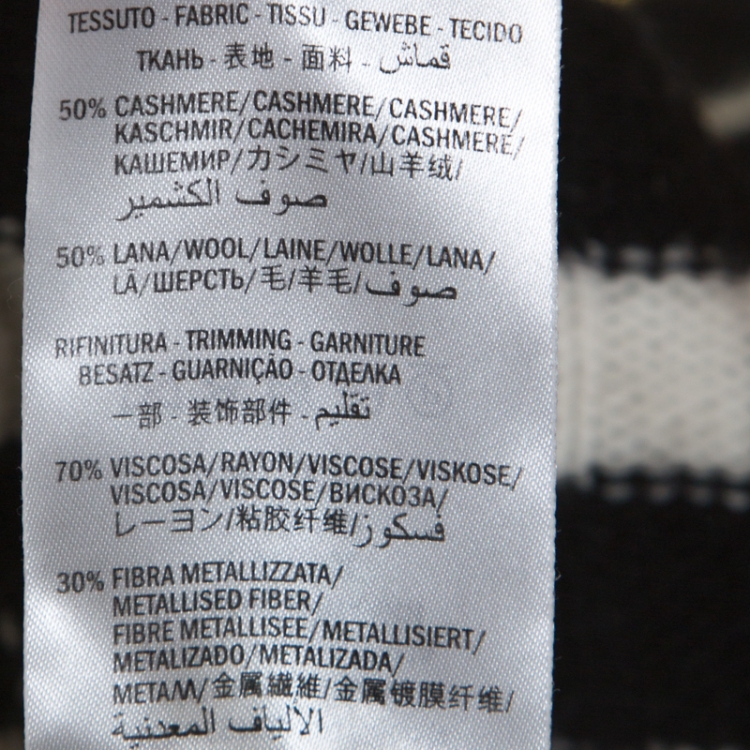 TESSUTO - FABRIC - TISSU - GEWEBE - TECIDO
ТКАНЬ - 表地 - 面料 - قماش
50% CASHMERE/CASHMERE/CASHMERE/
KASCHMIR/CACHEMIRA/CASHMERE/
КАШЕМИР/カシミヤ/山羊绒/
صوف الكشمير
50% LANA/WOOL/LAINE/WOLLE/LANA/
LÃ/ШЕРСТЬ/毛/羊毛/صوف
RIFINITURA - TRIMMING - GARNITURE
BESATZ - GUARNIÇÃO - ОТДЕЛКА
一部 - 装饰部件 - تقليم
70% VISCOSA/RAYON/VISCOSE/VISKOSE/
VISCOSA/VISCOSE/ВИСКОЗА/
レーヨン/粘胶纤维/فسكوز
30% FIBRA METALLIZZATA/
METALLISED FIBER/
FIBRE METALLISEE/METALLISIERT/
METALIZADO/METALIZADA/
МЕТАЛ/金属繊維/金属镀膜纤维/
الألياف المعدنية